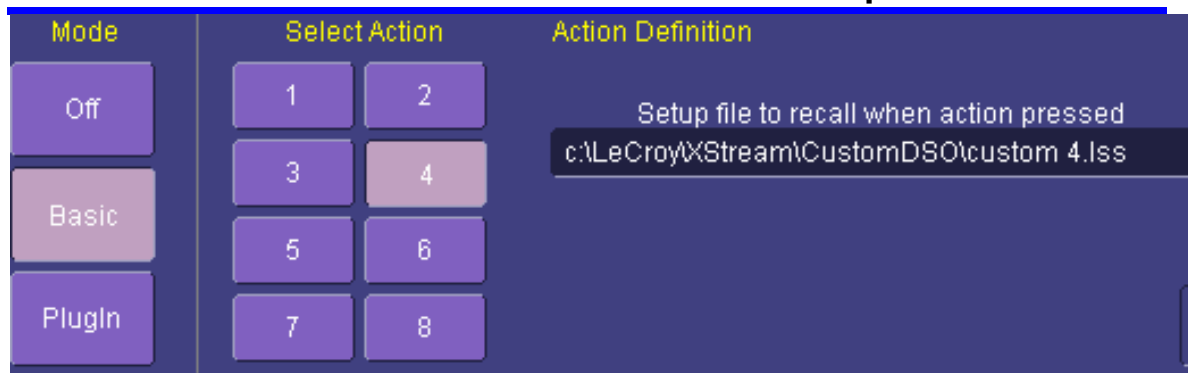 Mode
Select Action
Action Definition
Off
Basic
PlugIn
1
2
3
4
5
6
7
8
Setup file to recall when action pressed
c:\LeCroy\XStream\CustomDSO\custom 4.lss